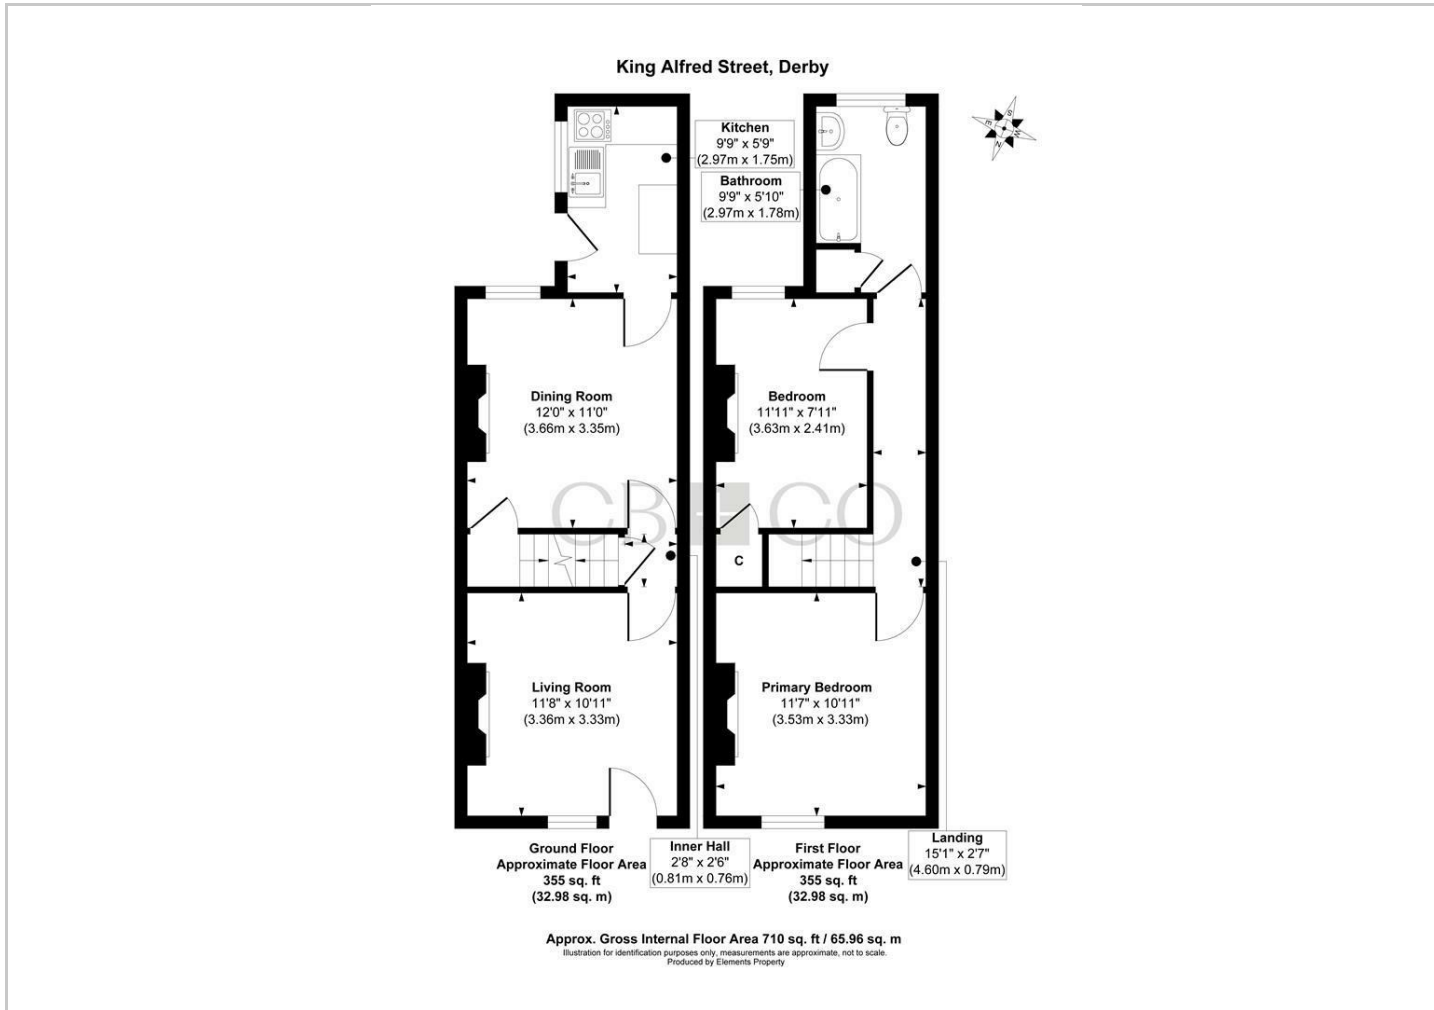 King Alfred Street, Derby
S
W
E
N
Kitchen
9'9" x 5'9"
(2.97m x 1.75m)
Bathroom
9'9" x 5'10"
(2.97m x 1.78m)
Dining Room
12'0" x 11'0"
(3.66m x 3.35m)
Bedroom
11'11" x 7'11"
(3.63m x 2.41m)
CB CO
C
Living Room
11'8" x 10'11"
(3.36m x 3.33m)
Primary Bedroom
11'7" x 10'11"
(3.53m x 3.33m)
Ground Floor
Approximate Floor Area
355 sq. ft
(32.98 sq. m)
Inner Hall
2'8" x 2'6"
(0.81m x 0.76m)
First Floor
Approximate Floor Area
355 sq. ft
(32.98 sq. m)
Landing
15'1" x 2'7"
(4.60m x 0.79m)
Approx. Gross Internal Floor Area 710 sq. ft / 65.96 sq. m
Illustration for identification purposes only, measurements are approximate, not to scale.
Produced by Elements Property